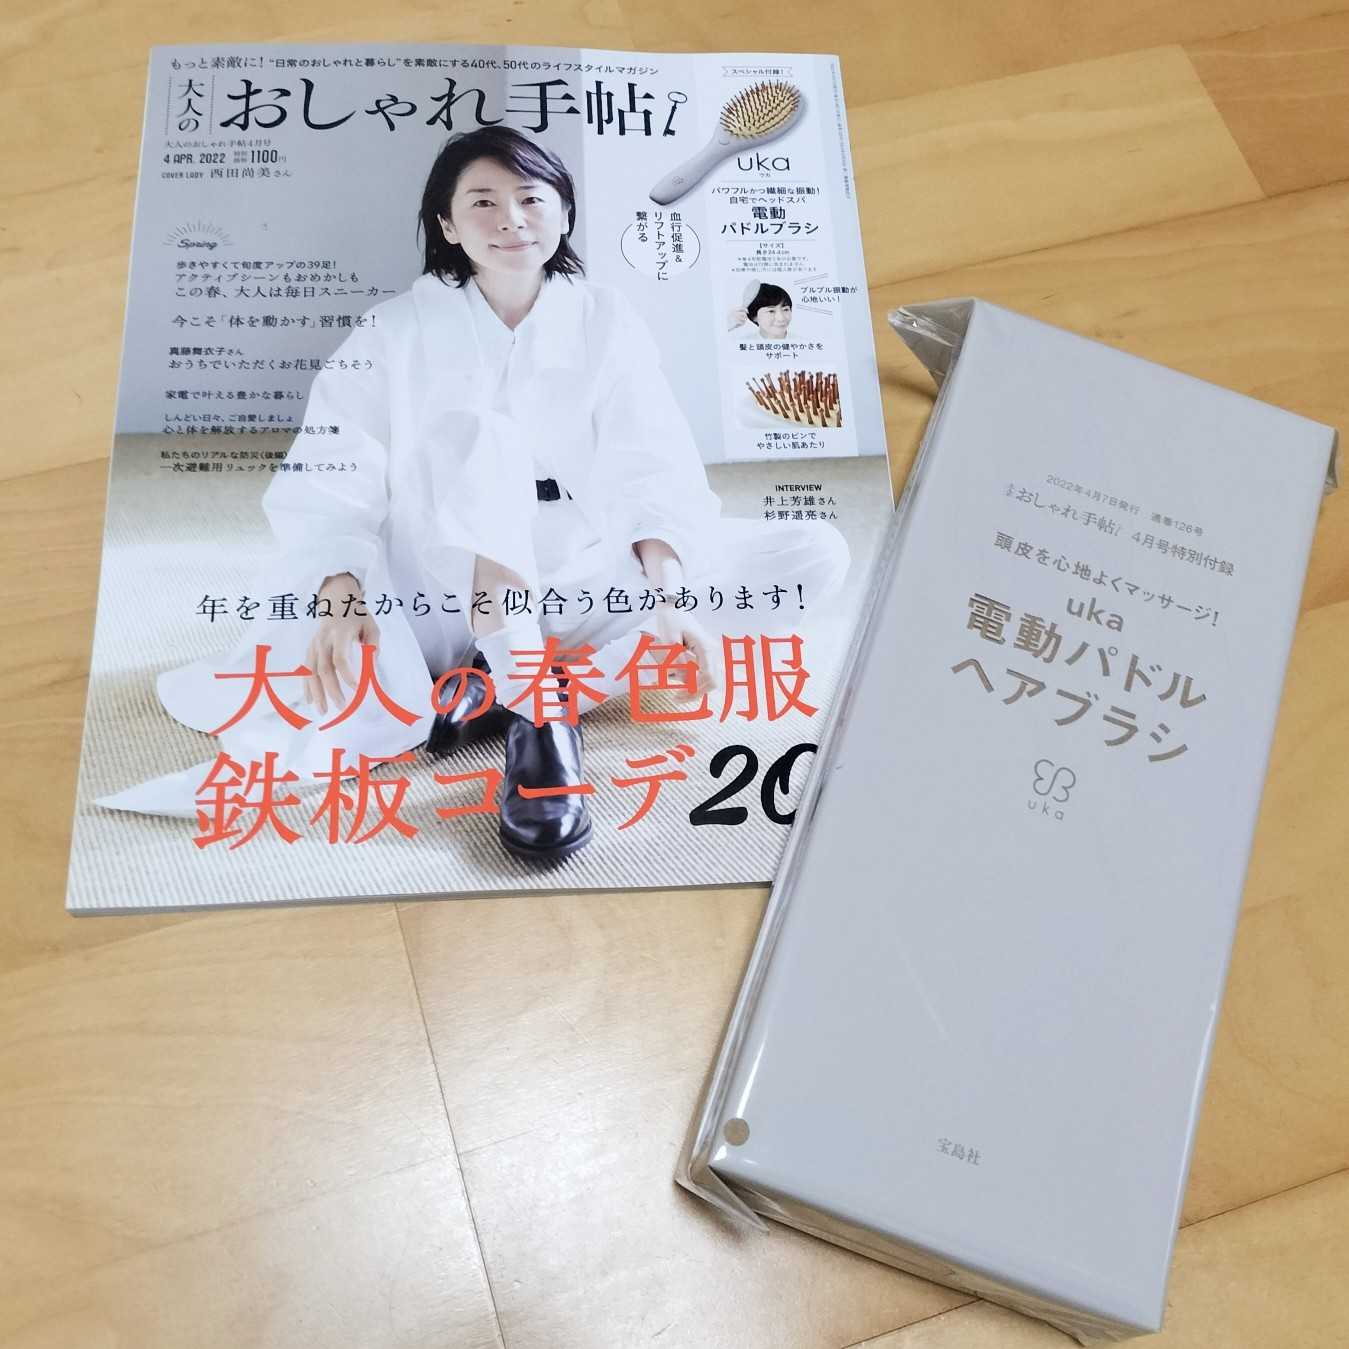 もっと素敵に!“日常のおしゃれと暮らし”を素敵にする40代、50代のライフスタイルマガジン
大人の
おしゃれ手帖
大人のおしゃれ手帖4月号
4 APR. 2022 特別価格1100円
COVER LADY 西田尚美さん
Spring
歩きやすくて旬度アップの39足!
アクティブシーンもおめかしも
この春、大人は毎日スニーカー
今こそ「体を動かす」習慣を!
真藤舞衣子さん
おうちでいただくお花見ごちそう
家電で叶える豊かな暮らし
しんどい日々、ご自愛しましょ
心と体を解放するアロマの処方箋
私たちのリアルな防災〈後編〉
一次避難用リュックを準備してみよう
スペシャル付録!
uka
ウカ
パワフルかつ繊細な振動!
自宅でヘッドスパ
電動
パドルブラシ
【サイズ】
長さ24.4cm
血行促進&
リフトアップに
繋がる
ブルブル振動が
心地いい!
髪と頭皮の健やかさを
サポート
竹製のピンで
やさしい肌あたり
INTERVIEW
井上芳雄さん
杉野遥亮さん
年を重ねたからこそ似合う色があります!
大人の春色服
鉄板コーデ20
2022年4月7日発行 通巻126号
大人のおしゃれ手帖 4月号特別付録
頭皮を心地よくマッサージ!
uka
電動パドル
ヘアブラシ
uka
宝島社